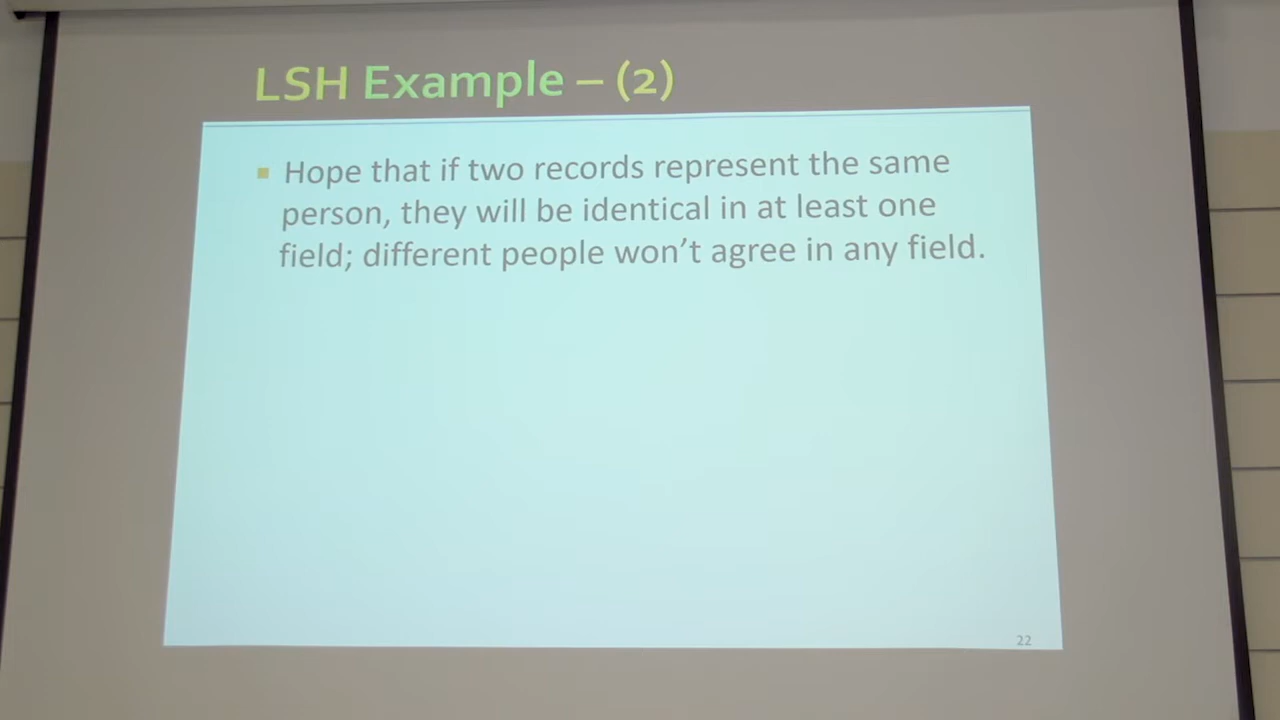 LSH Example – (2)
Hope that if two records represent the same
person, they will be identical in at least one
field; different people won't agree in any field.
22